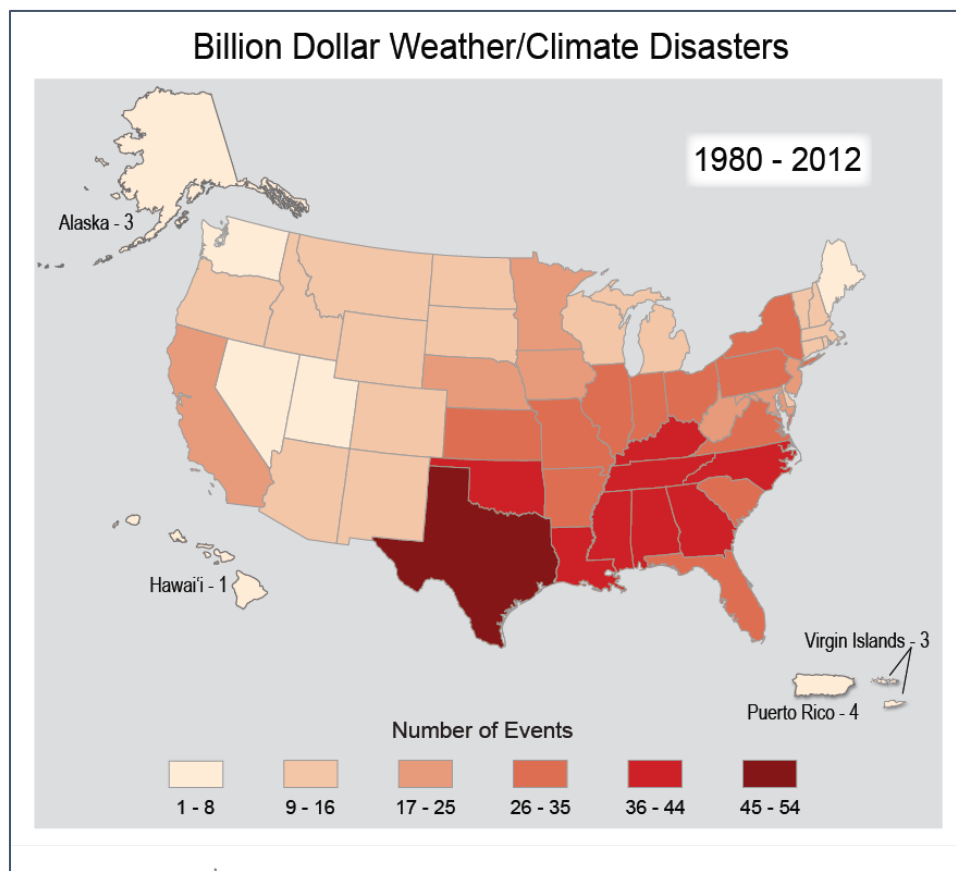 Billion Dollar Weather/Climate Disasters
1980 - 2012
Alaska - 3
Hawai‘i - 1
Virgin Islands - 3
Puerto Rico - 4
Number of Events
1 - 8
9 - 16
17 - 25
26 - 35
36 - 44
45 - 54